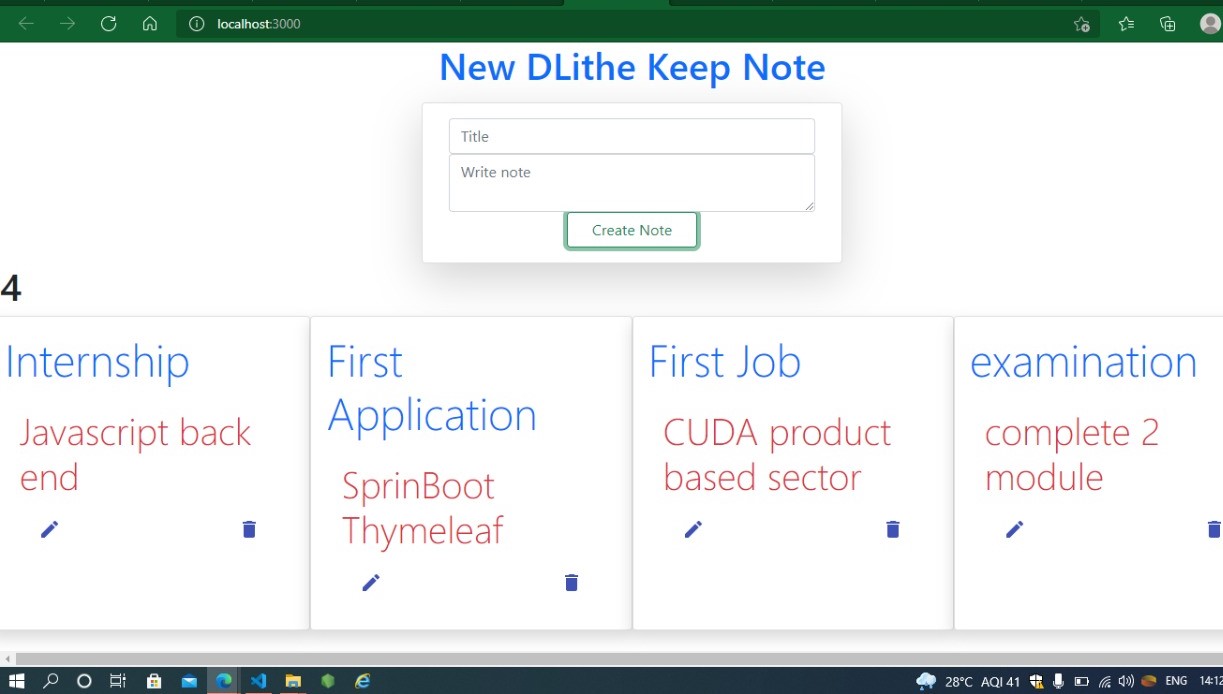 localhost:3000
New DLithe Keep Note
Title
Write note
Create Note
4
Internship
Javascript back
end
First
Application
SprinBoot
Thymeleaf
First Job
CUDA product
based sector
examination
complete 2
module
28°C AQI 41 ENG 14:12